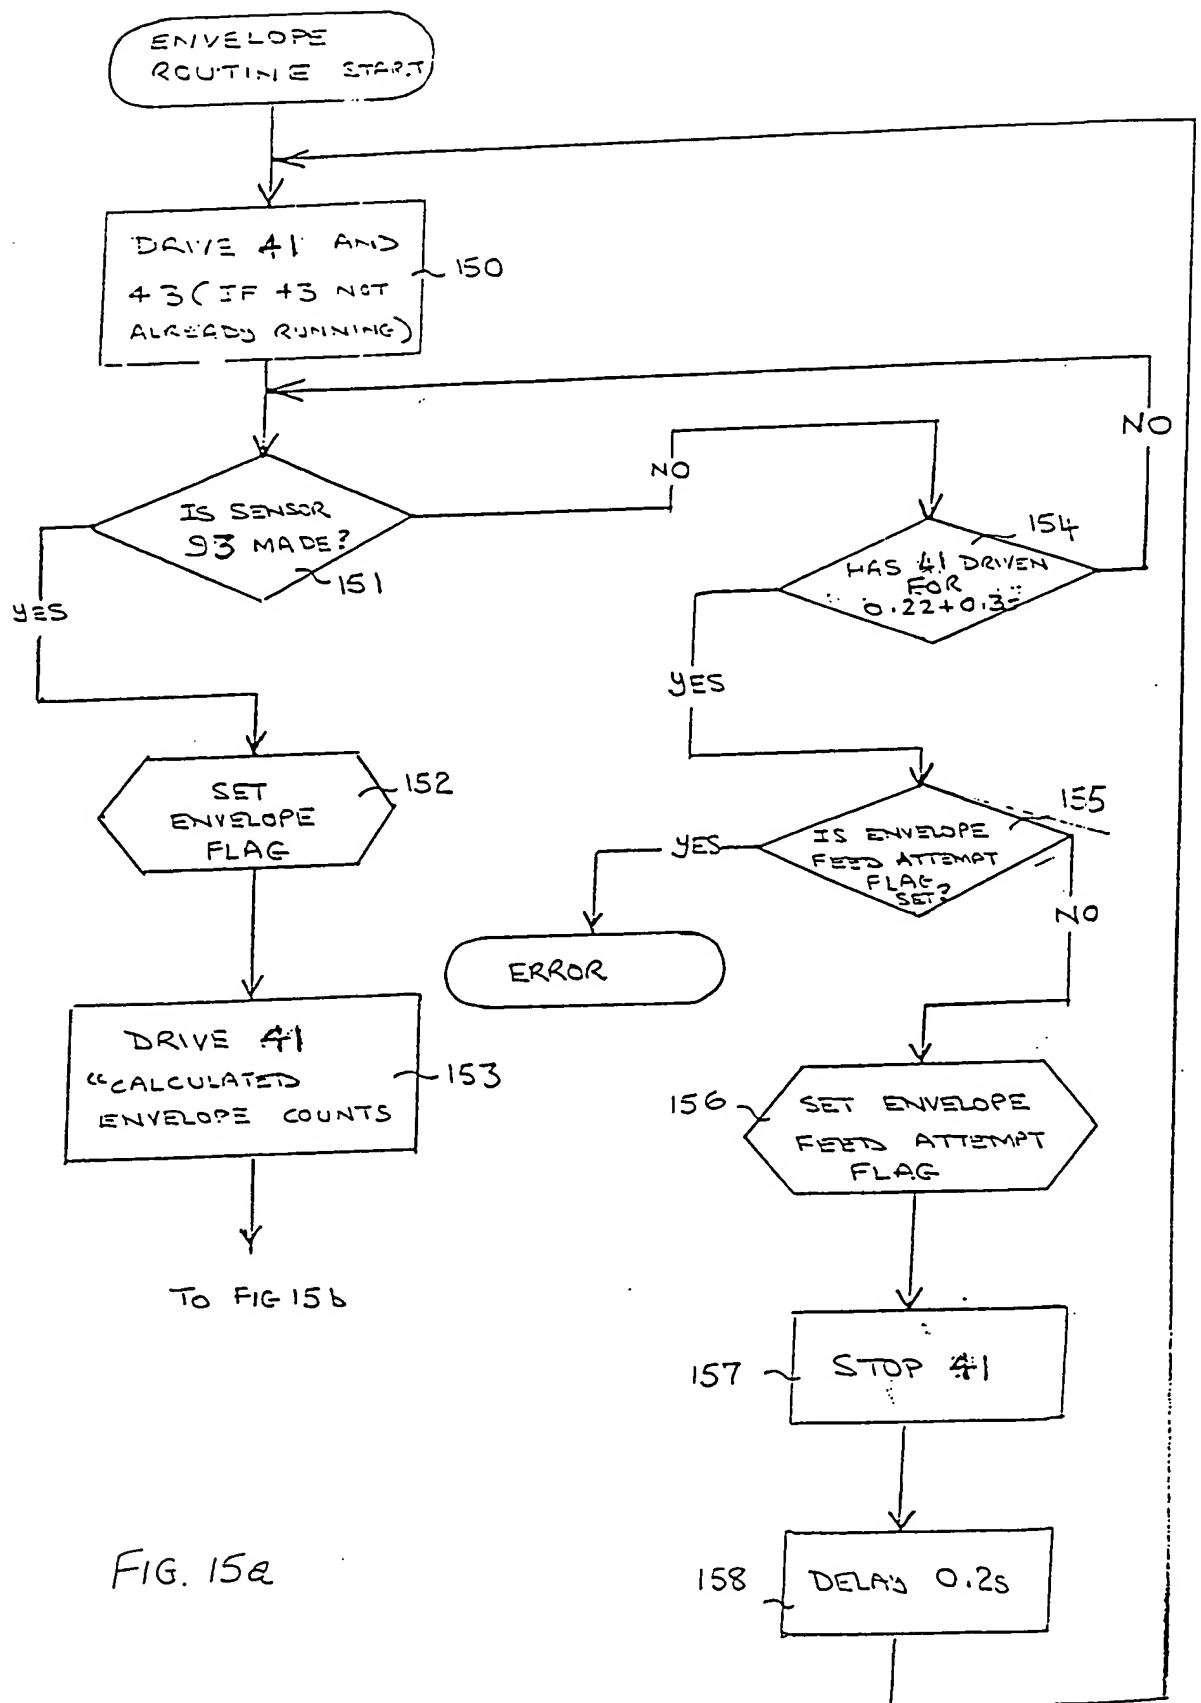 ENVELOPE
ROUTINE START
DRIVE 41 AND
43 (IF 43 NOT
ALREADY RUNNING)
150
NO
NO
IS SENSOR
93 MADE?
151
154
HAS 41 DRIVEN
FOR
0.22+0.3
YES
YES
SET
ENVELOPE
FLAG
152
155
IS ENVELOPE
FEED ATTEMPT
FLAG
SET?
YES
NO
ERROR
DRIVE 41
“CALCULATED
ENVELOPE COUNTS
153
156
SET ENVELOPE
FEED ATTEMPT
FLAG
TO FIG 15b
157
STOP 41
158
DELAY 0.2s
FIG. 15a